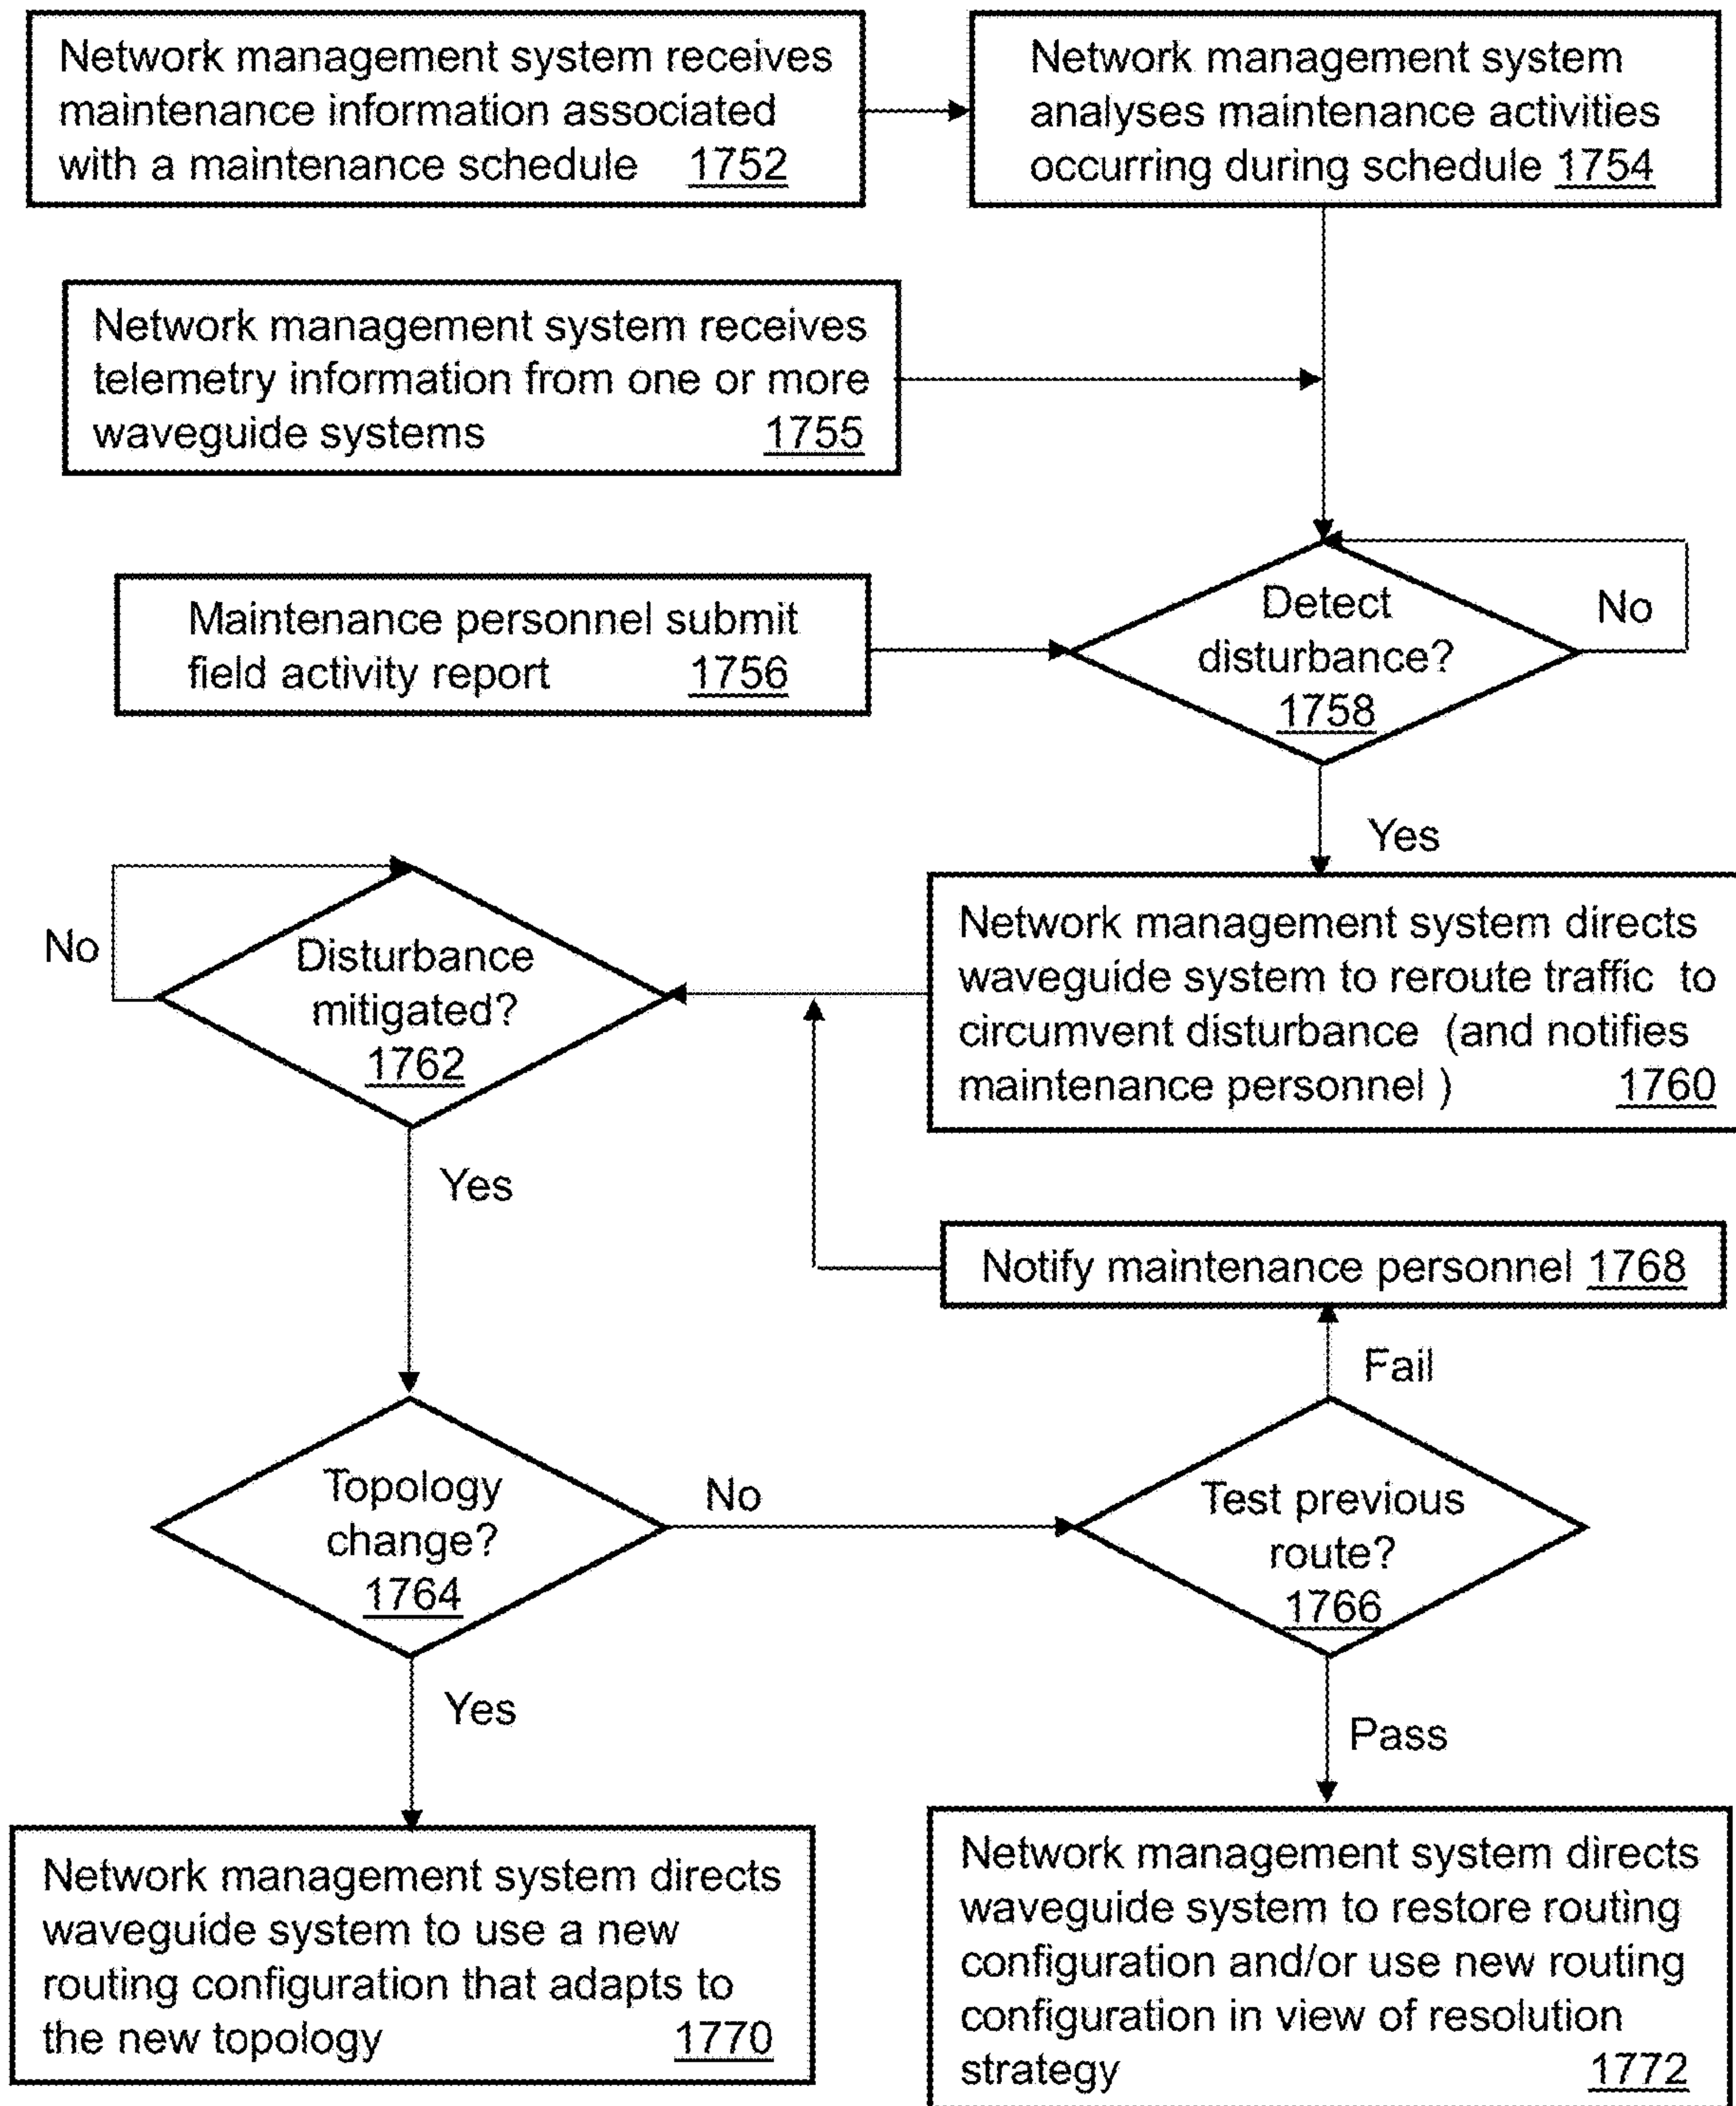 Network management system receives
maintenance information associated
with a maintenance schedule 1752
Network management system
analyses maintenance activities
occurring during schedule 1754
Network management system receives
telemetry information from one or more
waveguide systems 1755
Maintenance personnel submit
field activity report 1756
Detect
disturbance?
1758
No
Yes
Network management system directs
waveguide system to reroute traffic to
circumvent disturbance (and notifies
maintenance personnel ) 1760
No
Disturbance
mitigated?
1762
Yes
Notify maintenance personnel 1768
Fail
Topology
change?
1764
No
Test previous
route?
1766
Yes
Pass
Network management system directs
waveguide system to use a new
routing configuration that adapts to
the new topology 1770
Network management system directs
waveguide system to restore routing
configuration and/or use new routing
configuration in view of resolution
strategy 1772